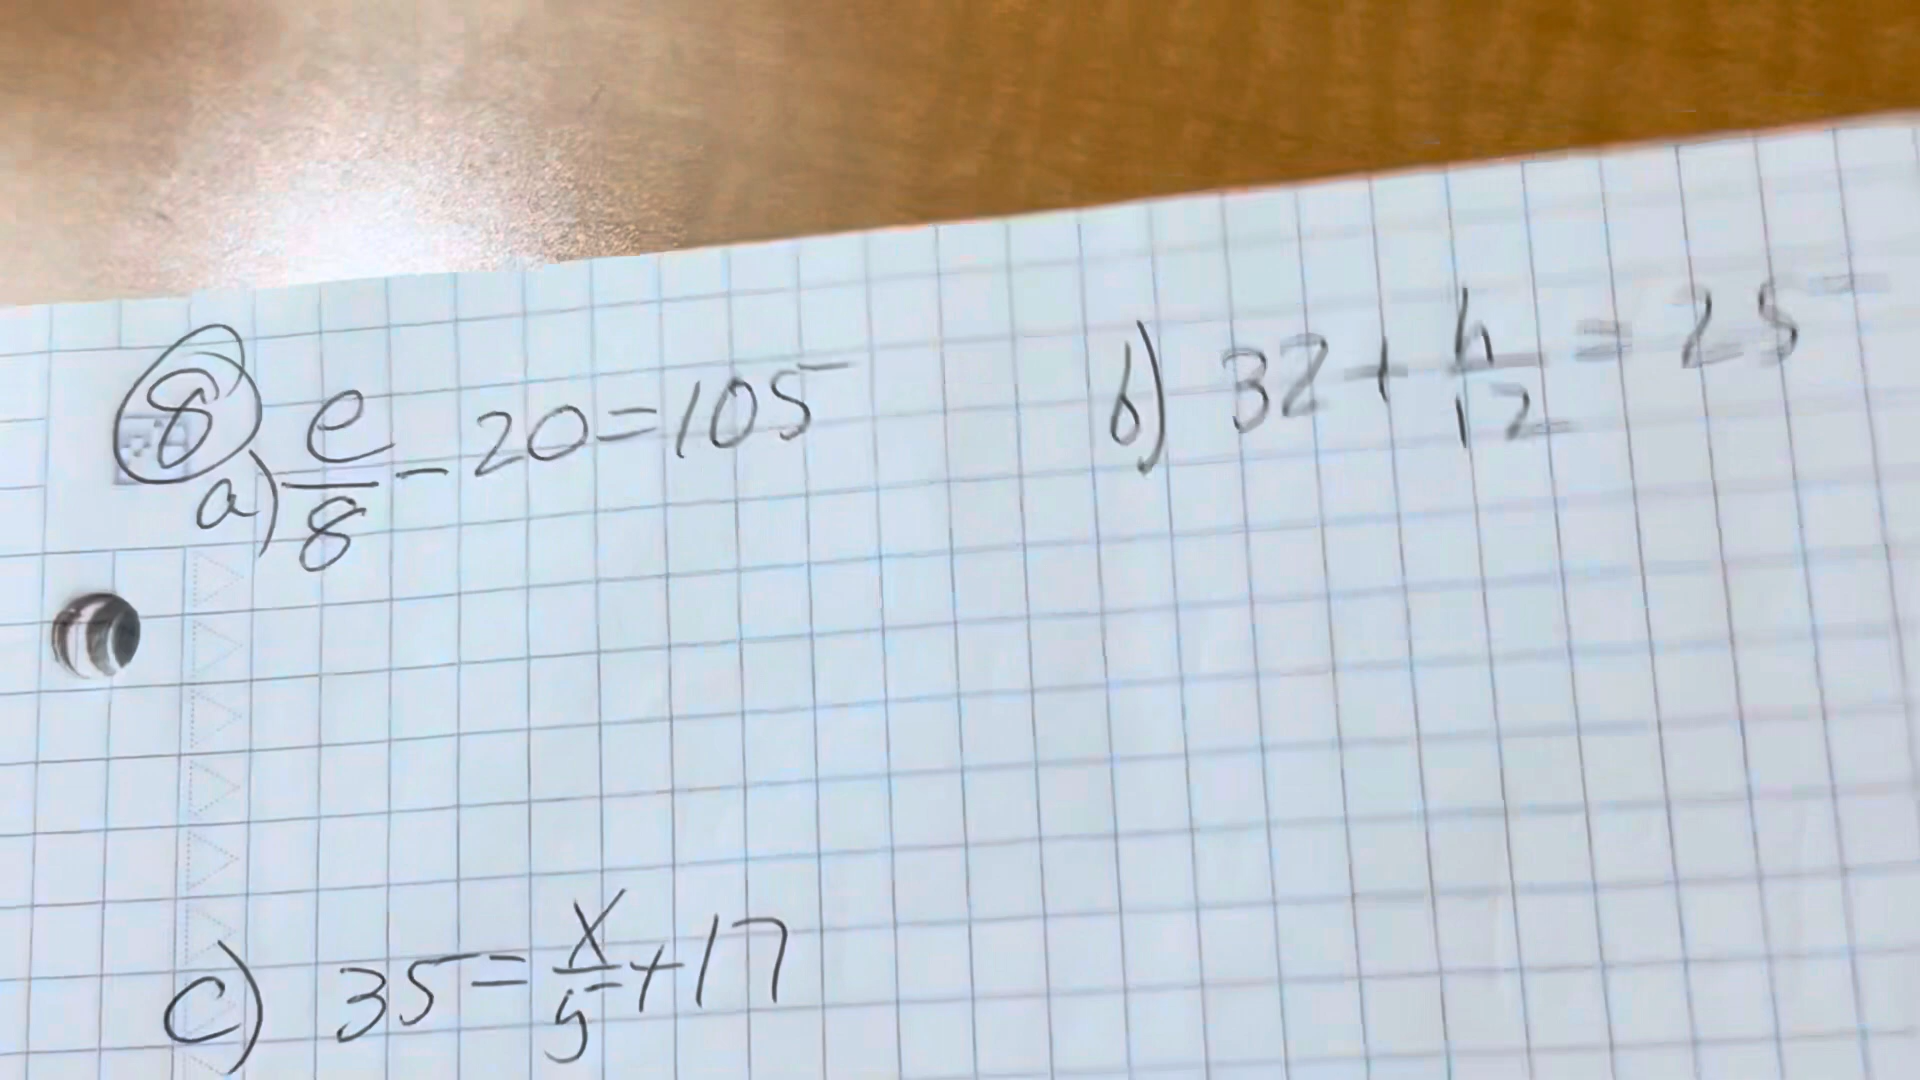 8
a) e/8 - 20 = 105
b) 32 + h/12 = 25
c) 35 = x/5 + 17